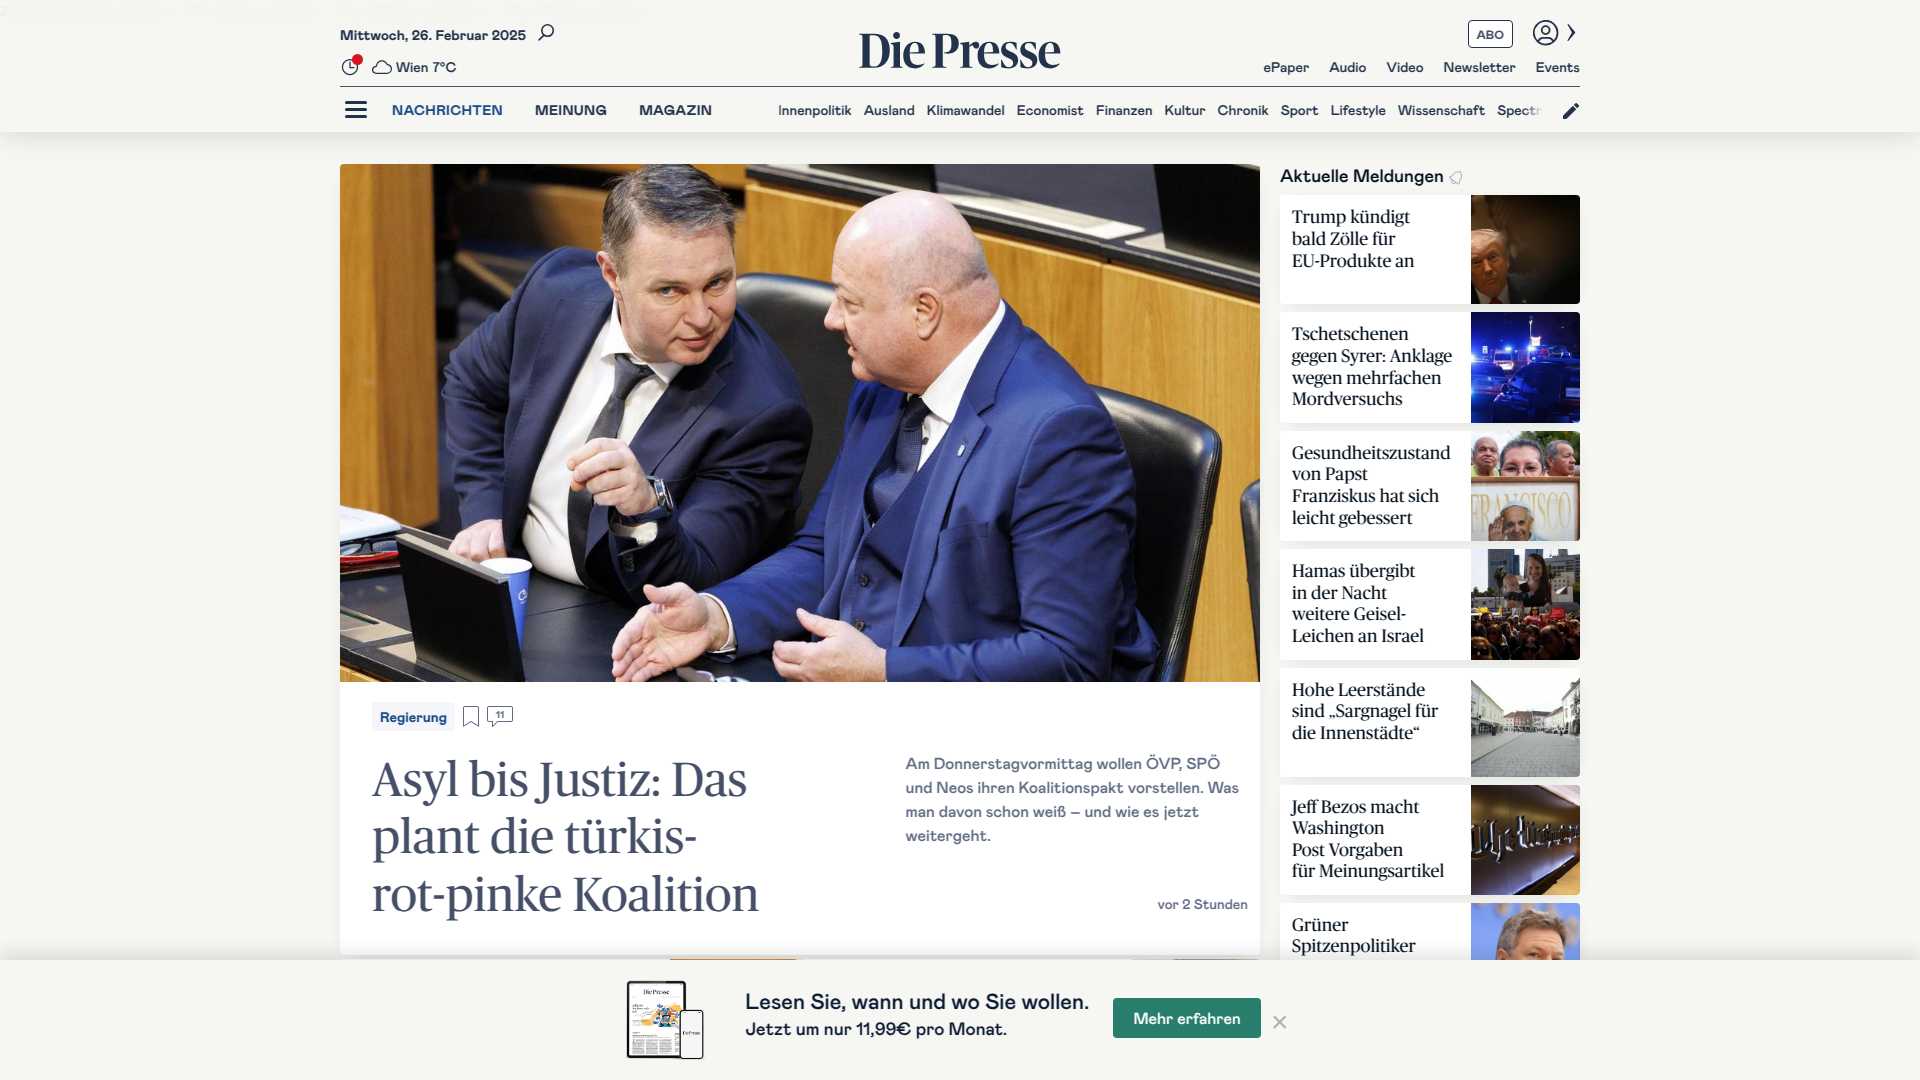 Mittwoch, 26. Februar 2025
Wien 7°C
Die Presse
ABO
ePaper Audio Video Newsletter Events
NACHRICHTEN MEINUNG MAGAZIN
Innenpolitik Ausland Klimawandel Economist Finanzen Kultur Chronik Sport Lifestyle Wissenschaft Spectr
Regierung
11
Asyl bis Justiz: Das
plant die türkis-
rot-pinke Koalition
Am Donnerstagvormittag wollen ÖVP, SPÖ
und Neos ihren Koalitionspakt vorstellen. Was
man davon schon weiß – und wie es jetzt
weitergeht.
vor 2 Stunden
Aktuelle Meldungen
Trump kündigt
bald Zölle für
EU-Produkte an
Tschetschenen
gegen Syrer: Anklage
wegen mehrfachen
Mordversuchs
Gesundheitszustand
von Papst
Franziskus hat sich
leicht gebessert
FRANCISCO
Hamas übergibt
in der Nacht
weitere Geisel-
Leichen an Israel
Hohe Leerstände
sind „Sargnagel für
die Innenstädte“
Jeff Bezos macht
Washington
Post Vorgaben
für Meinungsartikel
Grüner
Spitzenpolitiker
Die Presse
Die Presse
Lesen Sie, wann und wo Sie wollen.
Jetzt um nur 11,99€ pro Monat.
Mehr erfahren